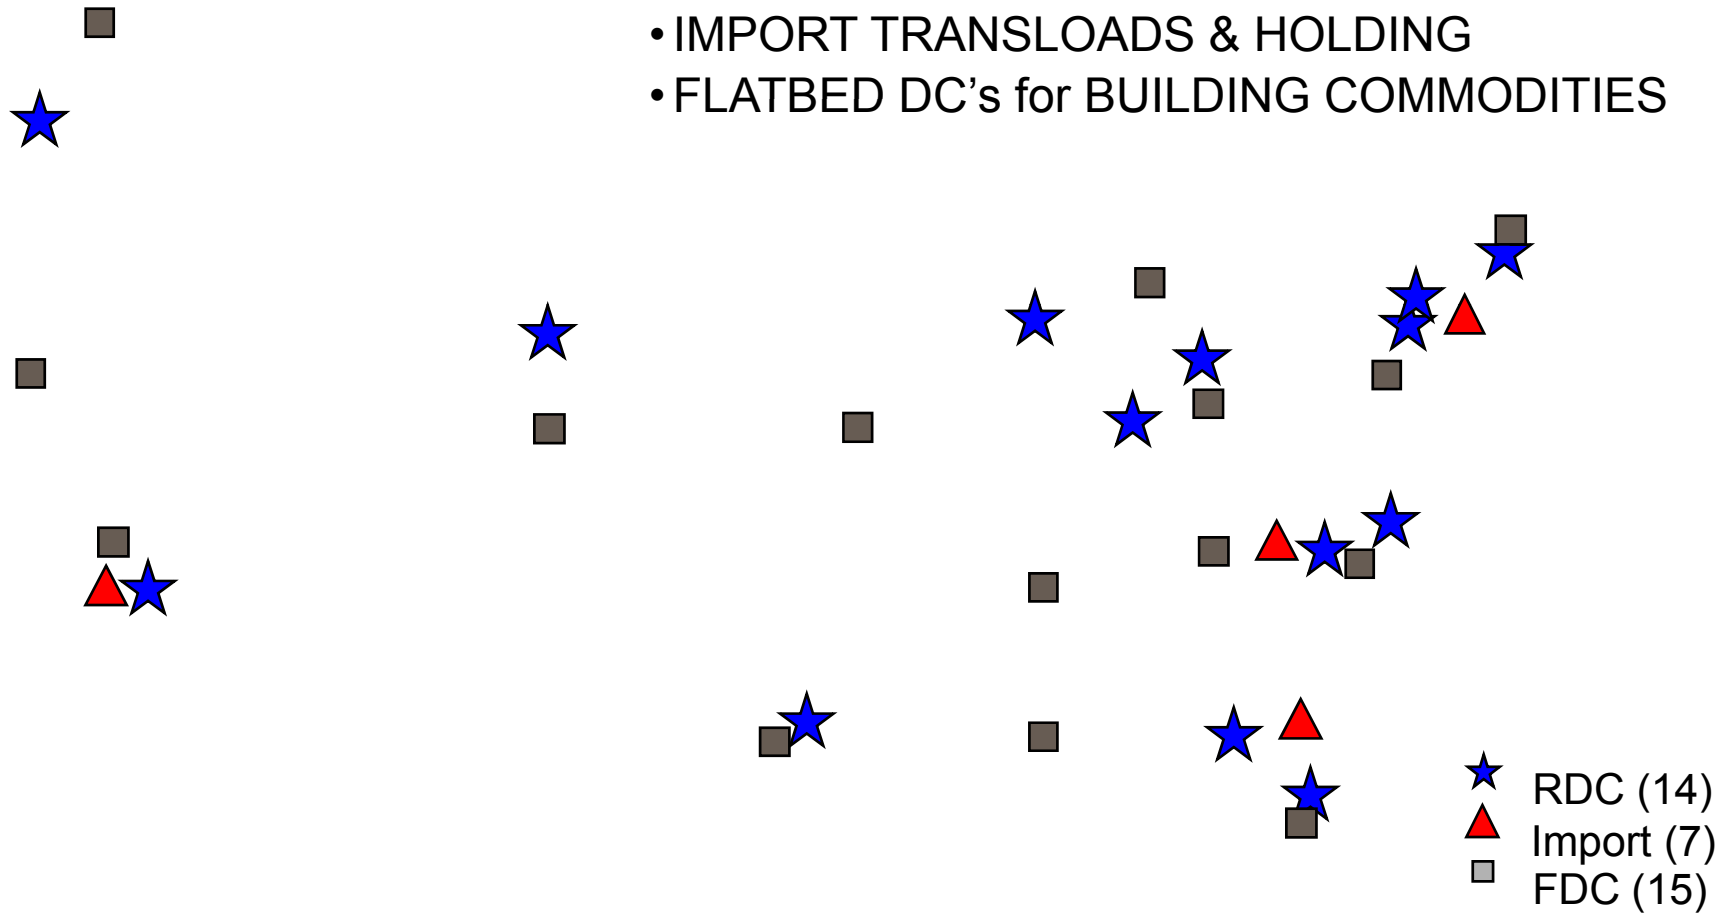 • IMPORT TRANSLOADS & HOLDING
• FLATBED DC’s for BUILDING COMMODITIES
RDC (14)
Import (7)
FDC (15)